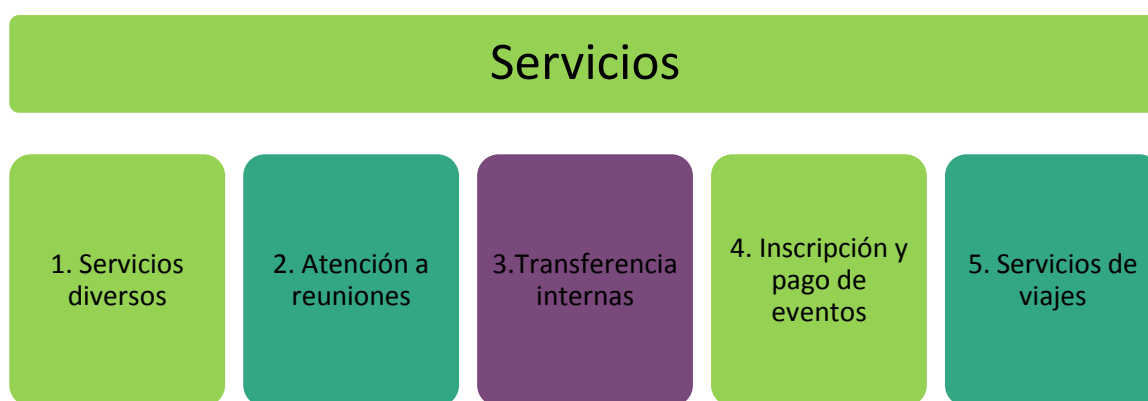 Servicios
1. Servicios
diversos
2. Atención a
reuniones
3.Transferencia
internas
4. Inscripción y
pago de
eventos
5. Servicios de
viajes